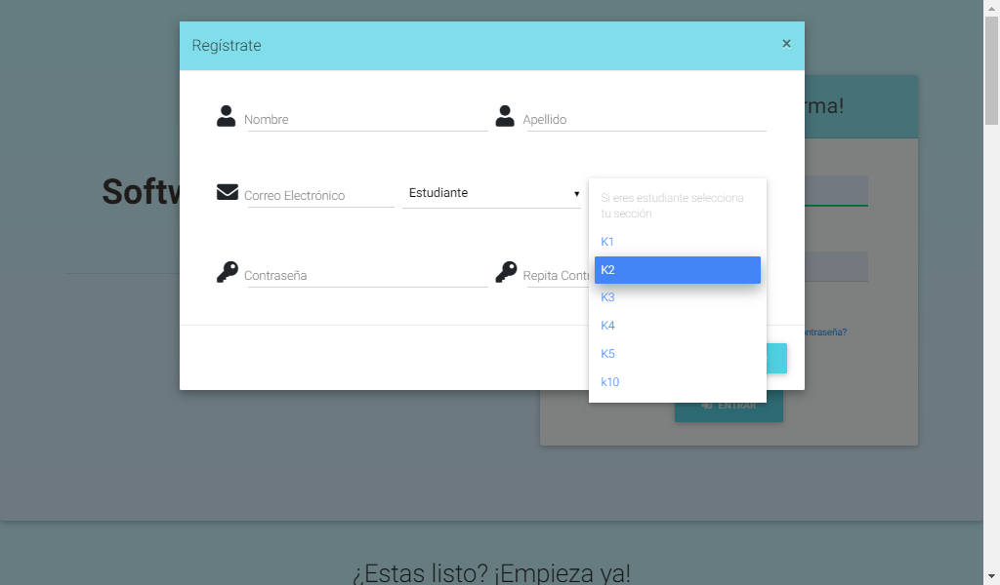 Regístrate
×
Nombre
Apellido
Correo Electrónico
Estudiante
Si eres estudiante selecciona
tu sección
K1
K2
K3
K4
K5
k10
Contraseña
Repita Contr
Softw
rma!
ontraseña?
ENTRAR
¿Estas listo? ¡Empieza ya!